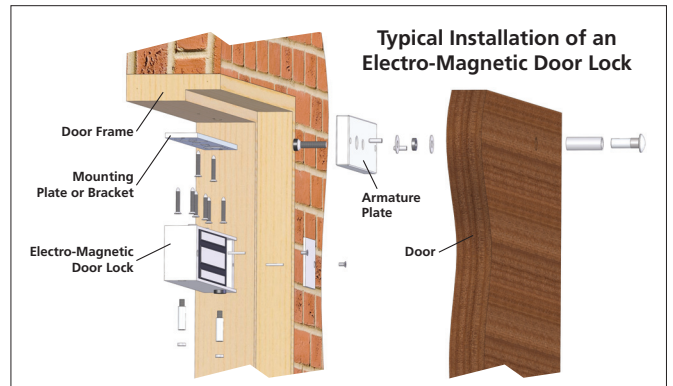 Typical Installation of an
Electro-Magnetic Door Lock
Door Frame
Mounting
Plate or Bracket
Electro-Magnetic
Door Lock
Armature
Plate
Door